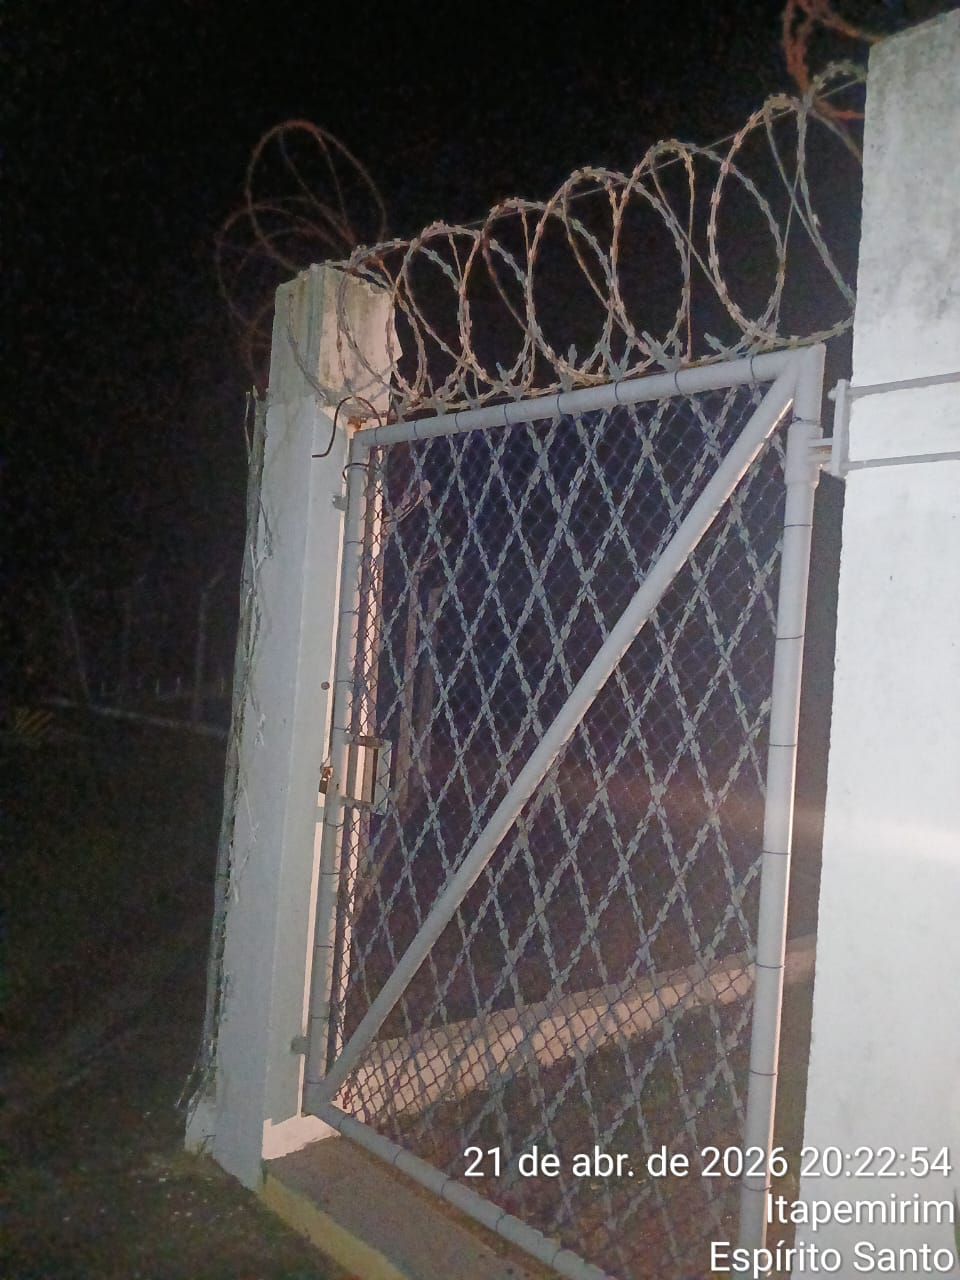 21 de abr. de 2026 20:22:54
Itapemirim
Espírito Santo